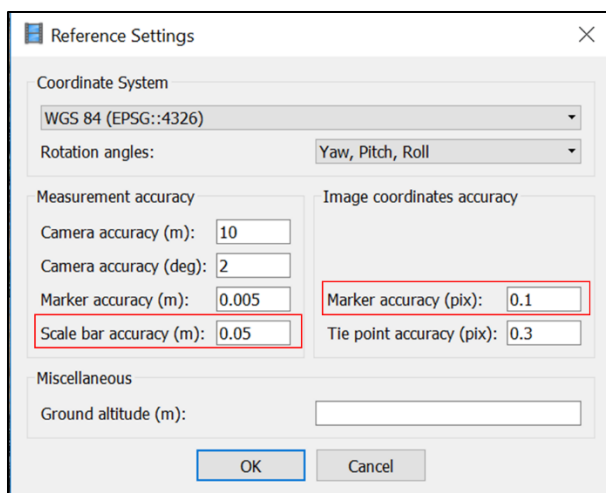 Reference Settings
Coordinate System
WGS 84 (EPSG::4326)
Rotation angles: Yaw, Pitch, Roll
Measurement accuracy
Camera accuracy (m): 10
Camera accuracy (deg): 2
Marker accuracy (m): 0.005
Scale bar accuracy (m): 0.05
Image coordinates accuracy
Marker accuracy (pix): 0.1
Tie point accuracy (pix): 0.3
Miscellaneous
Ground altitude (m):
OK Cancel